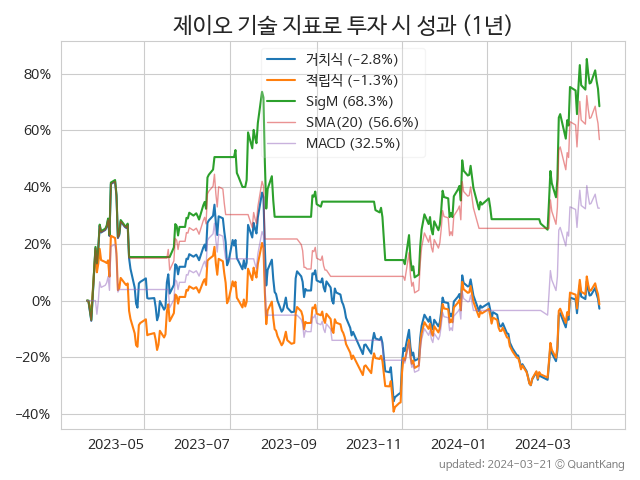 제이오 기술 지표로 투자 시 성과 (1년)
거치식 (−2.8%)
적립식 (−1.3%)
SigM (68.3%)
SMA(20) (56.6%)
MACD (32.5%)
80%
60%
40%
20%
0%
−20%
−40%
2023−05
2023−07
2023−09
2023−11
2024−01
2024−03
updated: 2024−03−21 © QuantKang